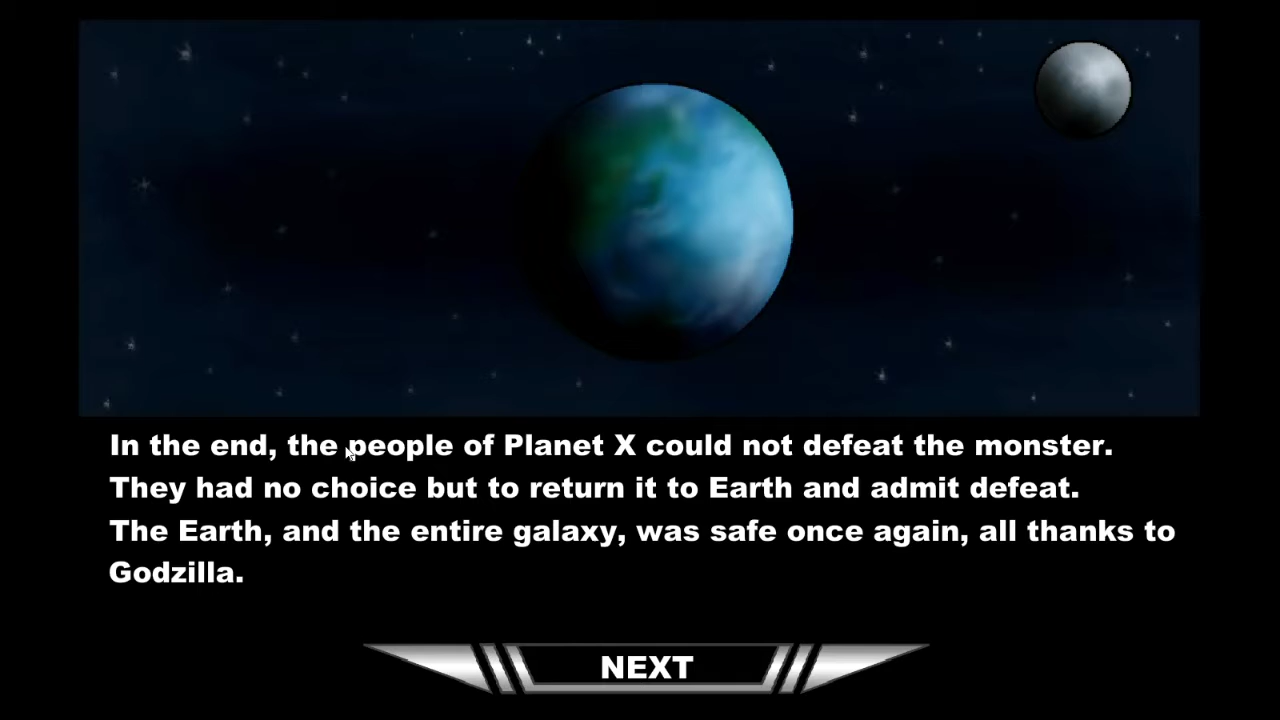 In the end, the people of Planet X could not defeat the monster.
They had no choice but to return it to Earth and admit defeat.
The Earth, and the entire galaxy, was safe once again, all thanks to
Godzilla.
NEXT